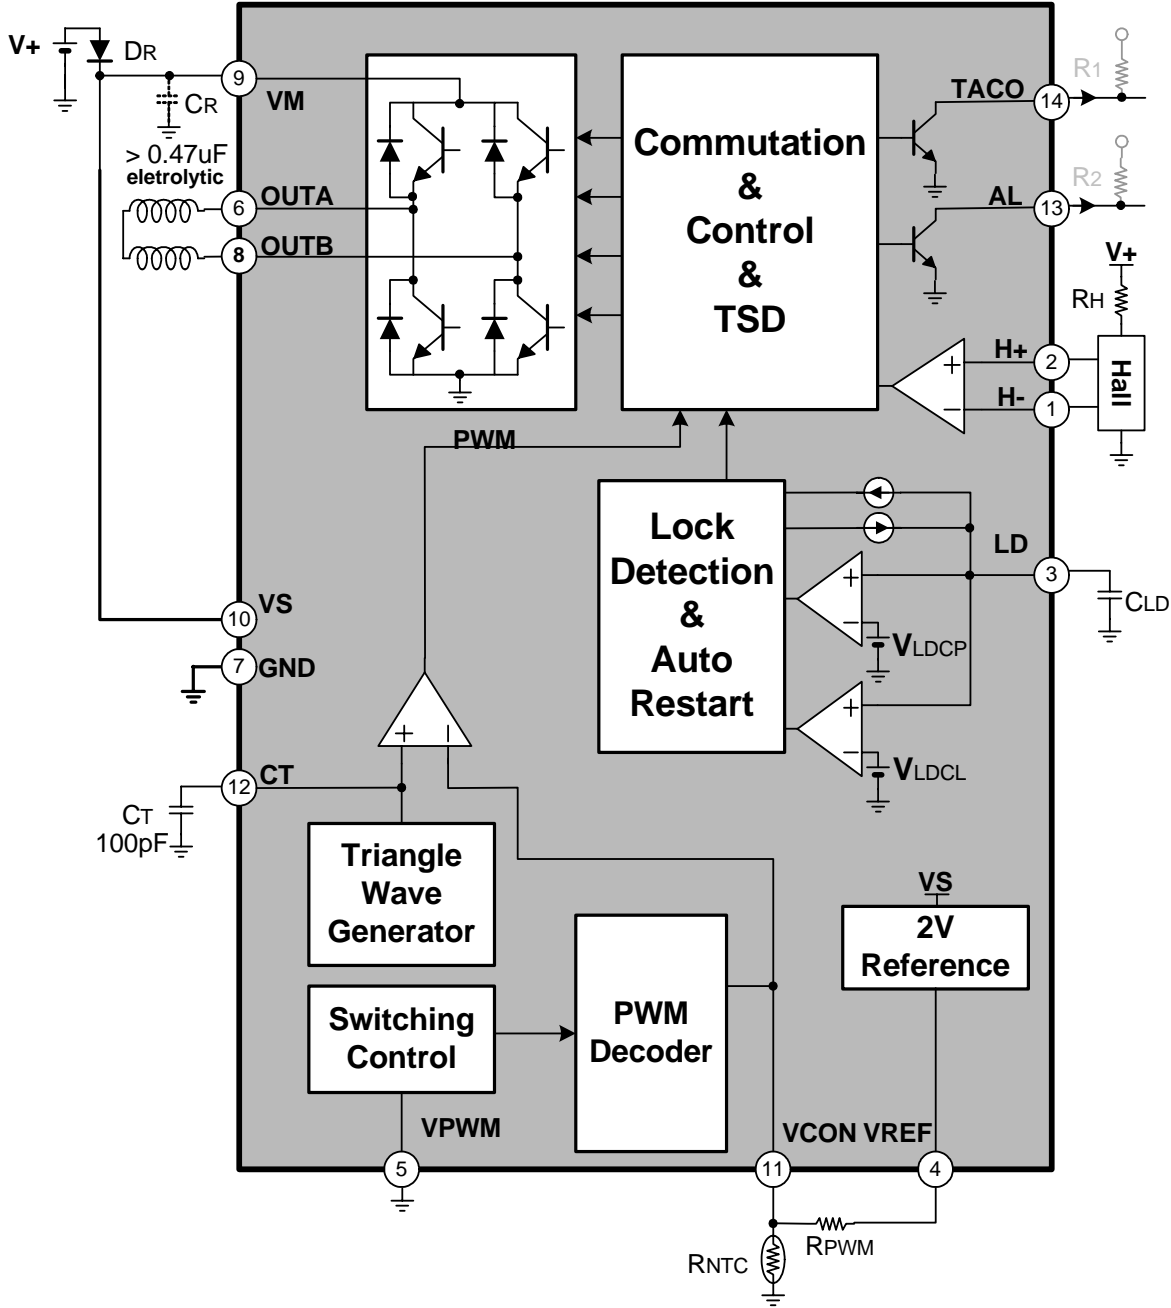 V+
DR
9
VM
CR
> 0.47uF
eletrolytic
6
OUTA
8
OUTB
Commutation
&
Control
&
TSD
TACO
14
R1
AL
13
R2
V+
RH
H+
2
H-
1
Hall
+
−
PWM
Lock
Detection
&
Auto
Restart
LD
3
CLD
+
−
VLDCP
+
−
VLDCL
10
VS
7
GND
+
−
12
CT
CT
100pF
Triangle
Wave
Generator
VS
2V
Reference
Switching
Control
PWM
Decoder
VPWM
VCON VREF
5
11
4
RPWM
RNTC